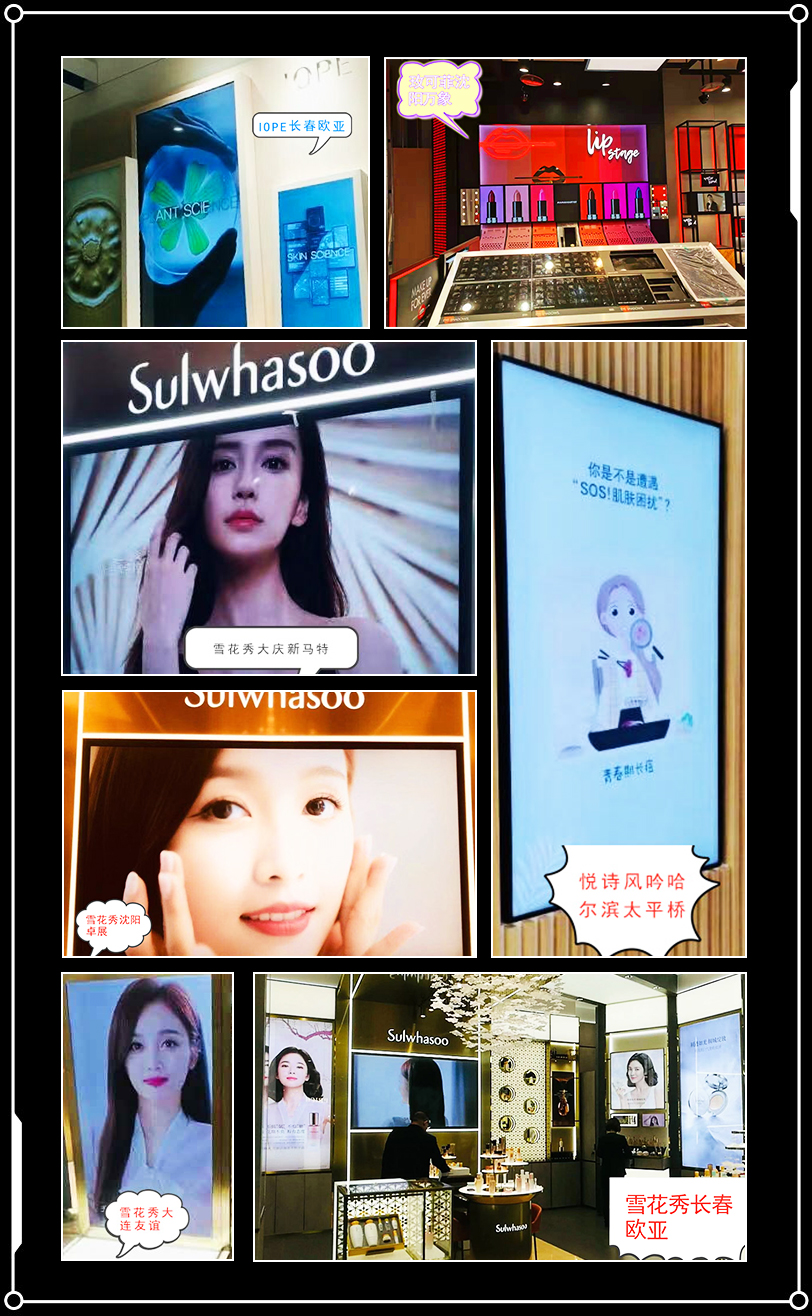 IOPE
IOPE长春欧亚
PLANT SCIENCE
SKIN SCIENCE
玫可菲沈
阳万象
Lip
Stage
MAKE UP
FOR EVER
Sulwhasoo
雪花秀大庆新马特
你是不是遭遇
“SOS!肌肤困扰”?
青春期长痘
悦诗风吟哈
尔滨太平桥
Sulwhasoo
雪花秀沈阳
卓展
雪花秀大
连友谊
Sulwhasoo
Sulwhasoo
雪花秀长春
欧亚